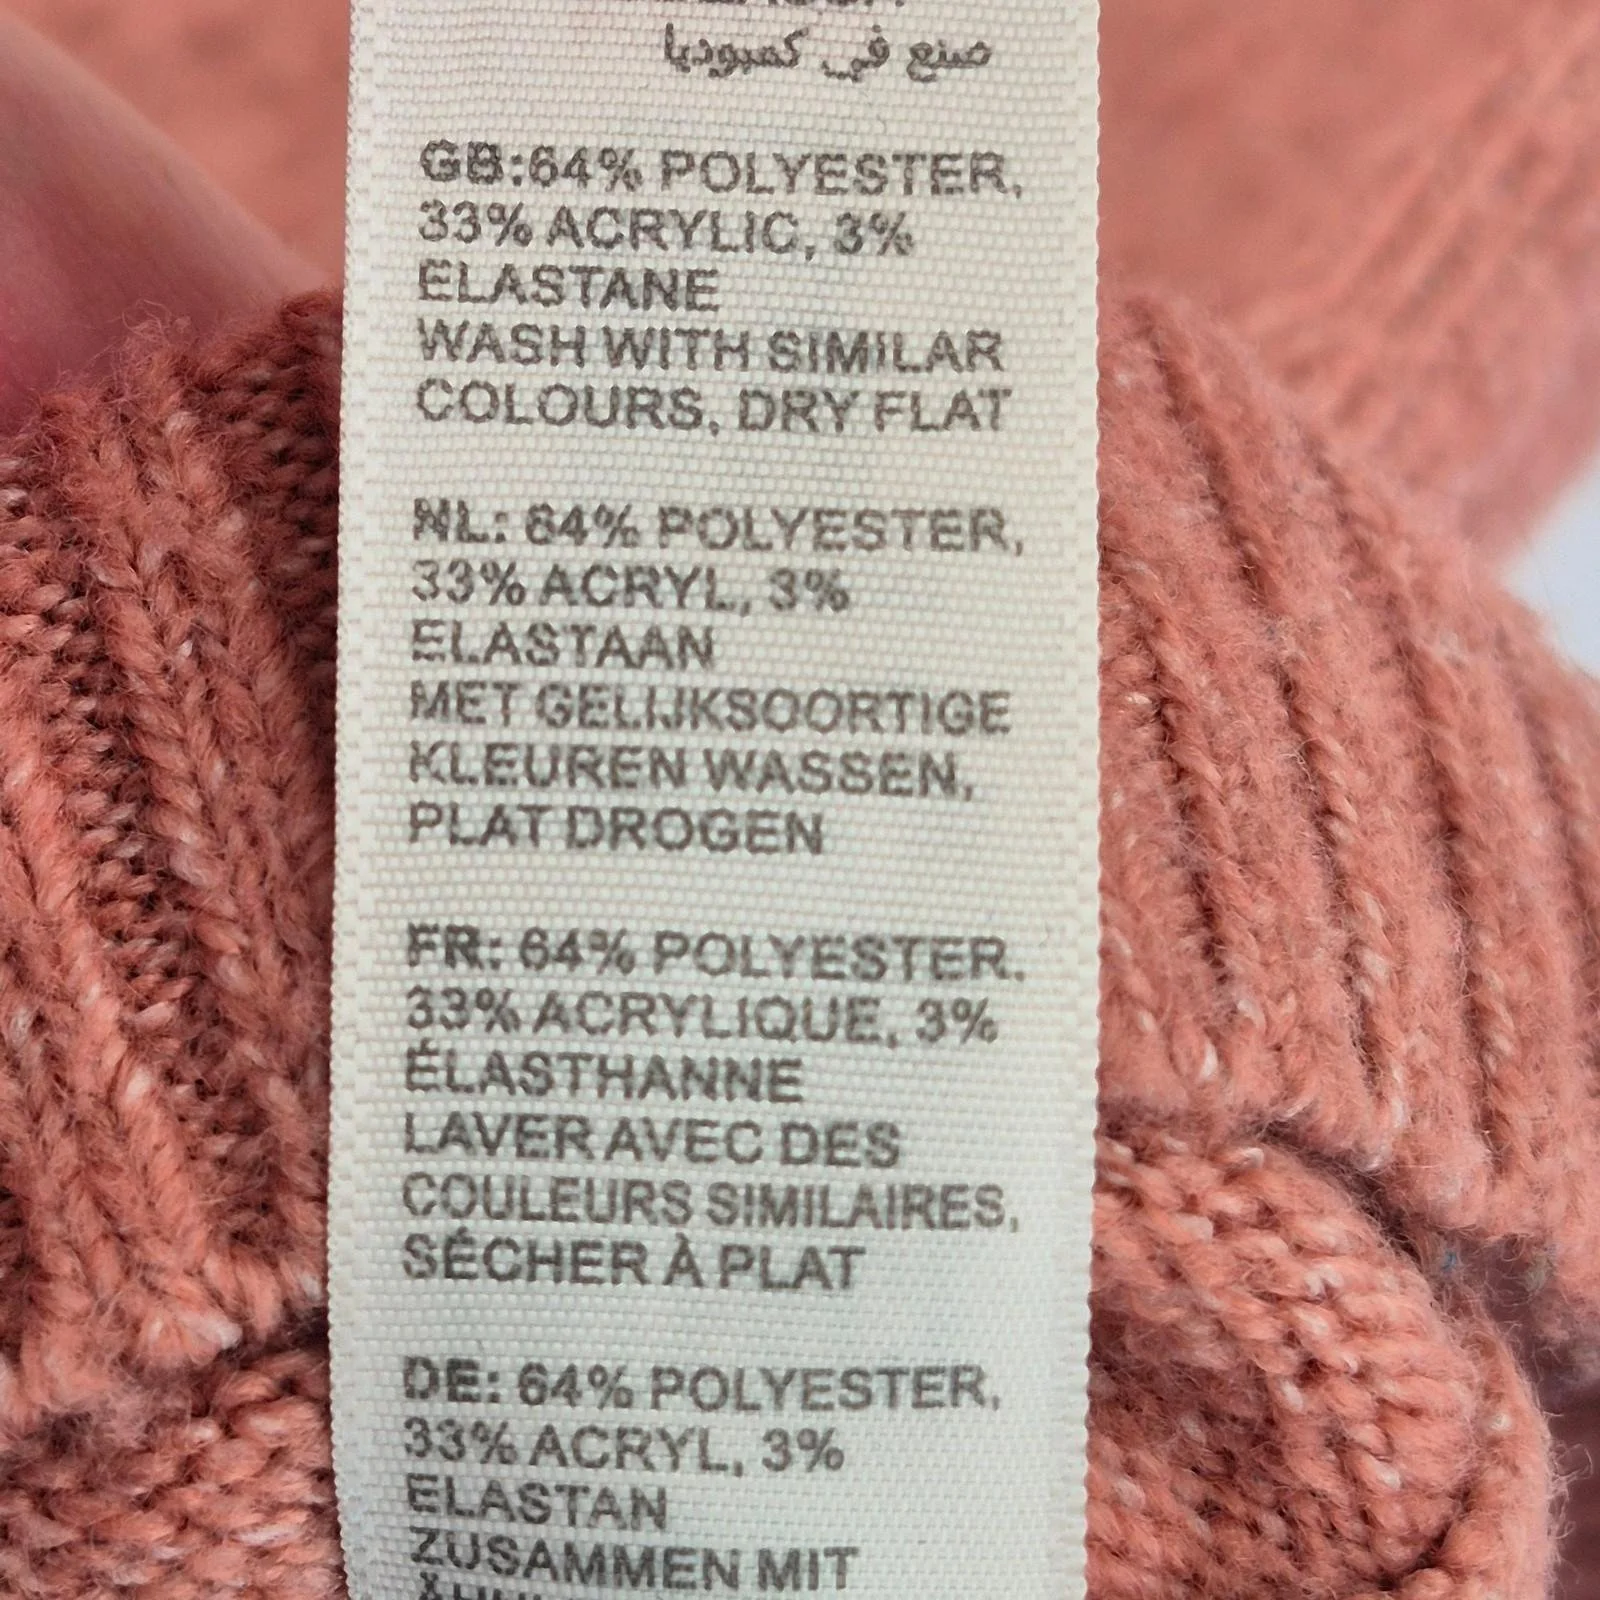 صنع في كمبوديا
GB:64% POLYESTER,
33% ACRYLIC, 3%
ELASTANE
WASH WITH SIMILAR
COLOURS, DRY FLAT
NL: 64% POLYESTER,
33% ACRYL, 3%
ELASTAAN
MET GELIJKSOORTIGE
KLEUREN WASSEN,
PLAT DROGEN
FR: 64% POLYESTER,
33% ACRYLIQUE, 3%
ÉLASTHANNE
LAVER AVEC DES
COULEURS SIMILAIRES,
SÉCHER À PLAT
DE: 64% POLYESTER,
33% ACRYL, 3%
ELASTAN
ZUSAMMEN MIT